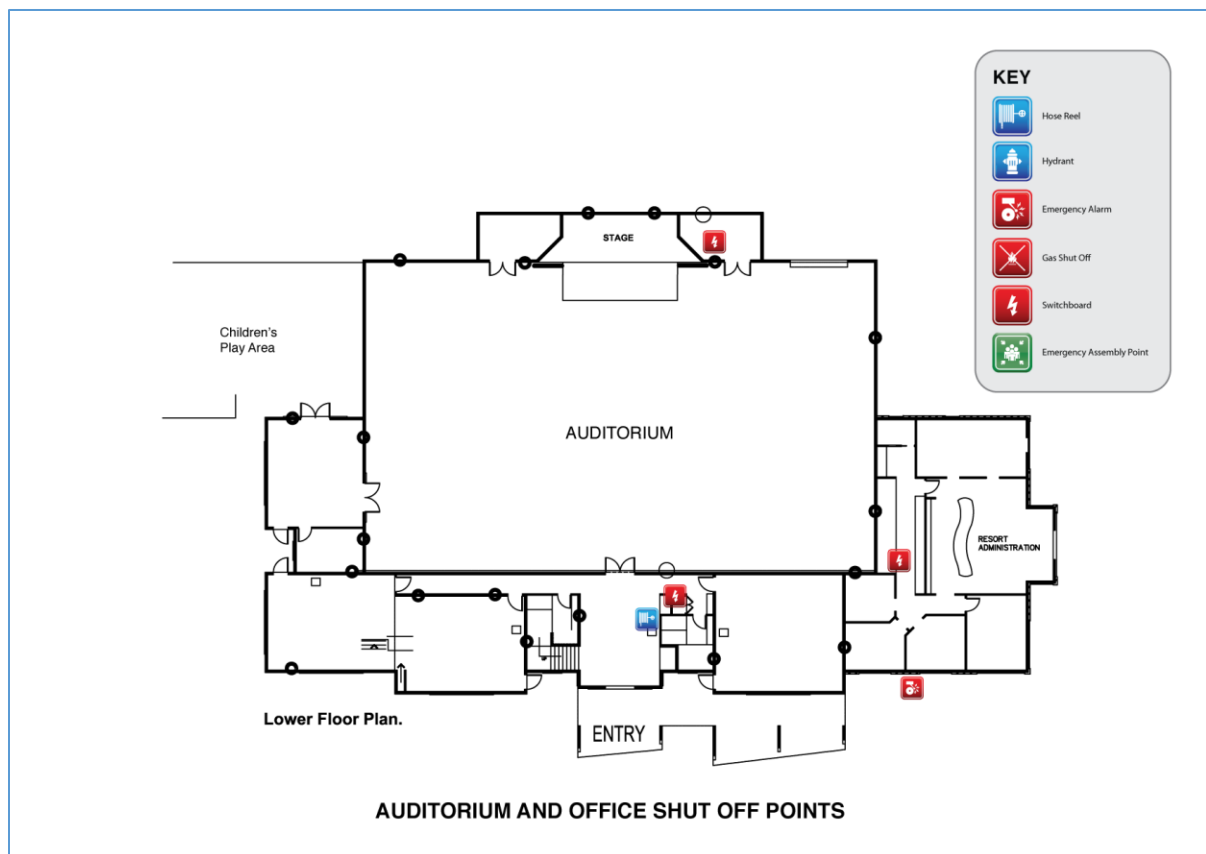 KEY
Hose Reel
Hydrant
Emergency Alarm
Gas Shut Off
Switchboard
Emergency Assembly Point
STAGE
Children's
Play Area
AUDITORIUM
RESORT
ADMINISTRATION
Lower Floor Plan.
ENTRY
AUDITORIUM AND OFFICE SHUT OFF POINTS